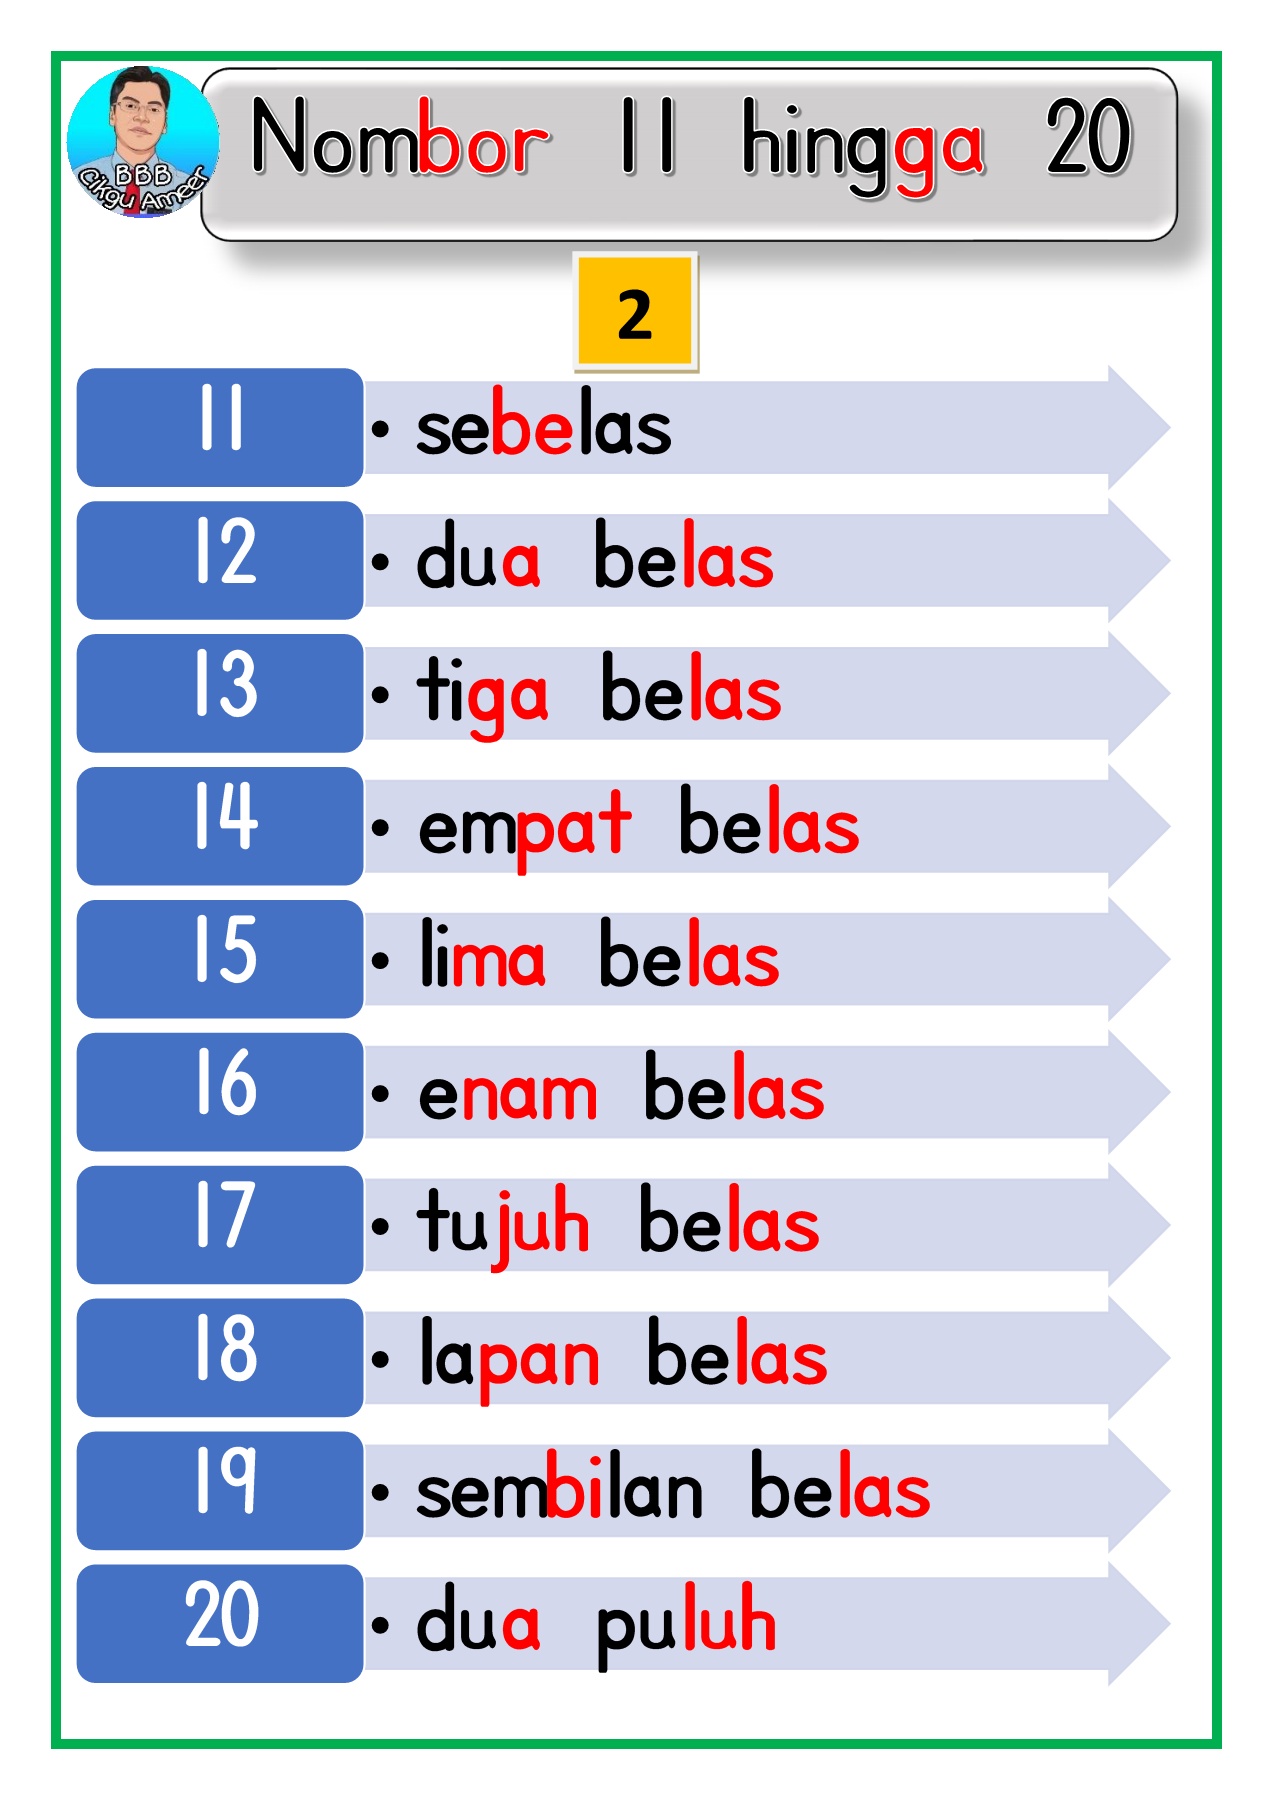 BBB
Cikgu Ameer
Nombor 11 hingga 20
2
11 • sebelas
12 • dua belas
13 • tiga belas
14 • empat belas
15 • lima belas
16 • enam belas
17 • tujuh belas
18 • lapan belas
19 • sembilan belas
20 • dua puluh